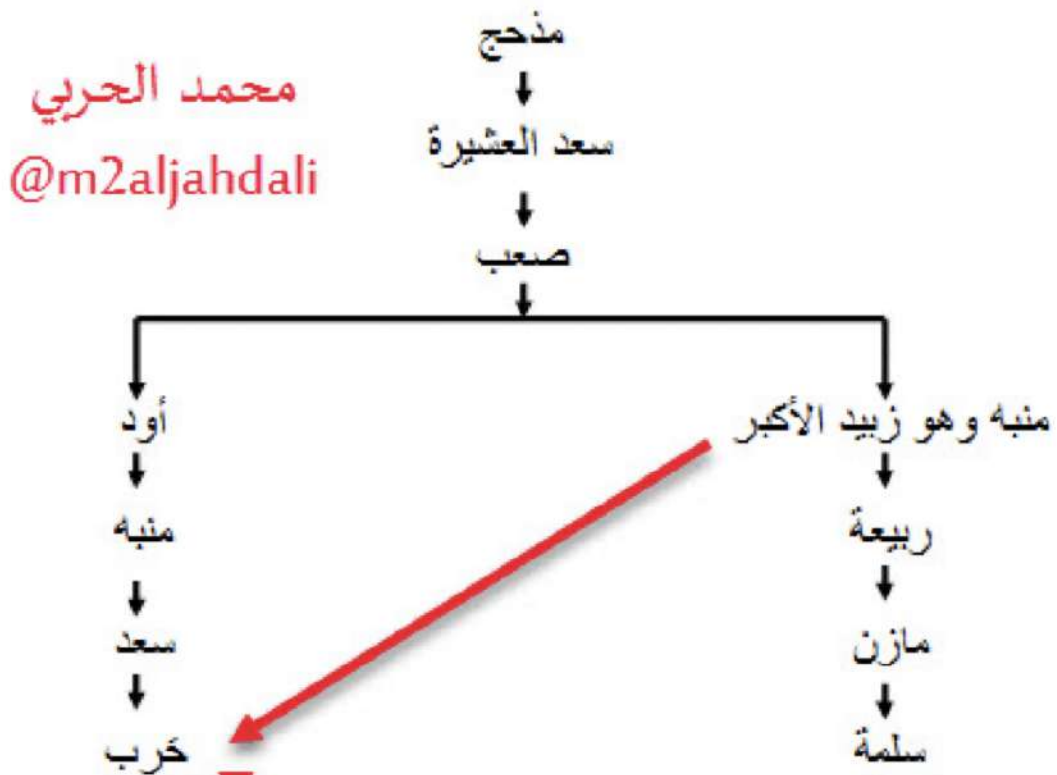 مذحج
محمد الحربي
@m2aljahdali
سعد العشيرة
صعب
منبه وهو زبيد الأكبر
أود
ربيعة
منبه
مازن
سعد
سلمة
حَرب